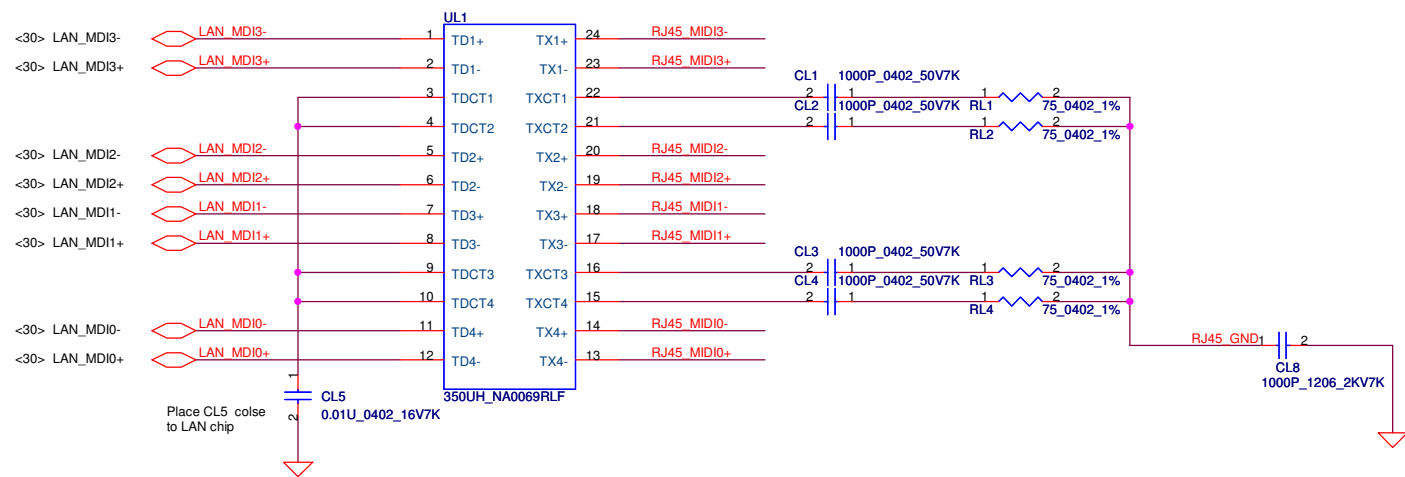 UL1
<30> LAN_MDI3- LAN_MDI3- 1 TD1+ TX1+ 24 RJ45_MIDI3-
<30> LAN_MDI3+ LAN_MDI3+ 2 TD1- TX1- 23 RJ45_MIDI3+
CL1 1000P_0402_50V7K
3 TDCT1 TXCT1 22 2 1 1 2
CL2 1000P_0402_50V7K RL1 75_0402_1%
4 TDCT2 TXCT2 21 2 1 1 2
RL2 75_0402_1%
<30> LAN_MDI2- LAN_MDI2- 5 TD2+ TX2+ 20 RJ45_MIDI2-
<30> LAN_MDI2+ LAN_MDI2+ 6 TD2- TX2- 19 RJ45_MIDI2+
<30> LAN_MDI1- LAN_MDI1- 7 TD3+ TX3+ 18 RJ45_MIDI1-
<30> LAN_MDI1+ LAN_MDI1+ 8 TD3- TX3- 17 RJ45_MIDI1+
CL3 1000P_0402_50V7K
9 TDCT3 TXCT3 16 2 1 1 2
CL4 1000P_0402_50V7K RL3 75_0402_1%
10 TDCT4 TXCT4 15 2 1 1 2
RL4 75_0402_1%
<30> LAN_MDI0- LAN_MDI0- 11 TD4+ TX4+ 14 RJ45_MIDI0-
RJ45_GND 1 2
<30> LAN_MDI0+ LAN_MDI0+ 12 TD4- TX4- 13 RJ45_MIDI0+
CL8
1000P_1206_2KV7K
1
CL5
350UH_NA0069RLF
Place CL5 colse
0.01U_0402_16V7K
2
to LAN chip